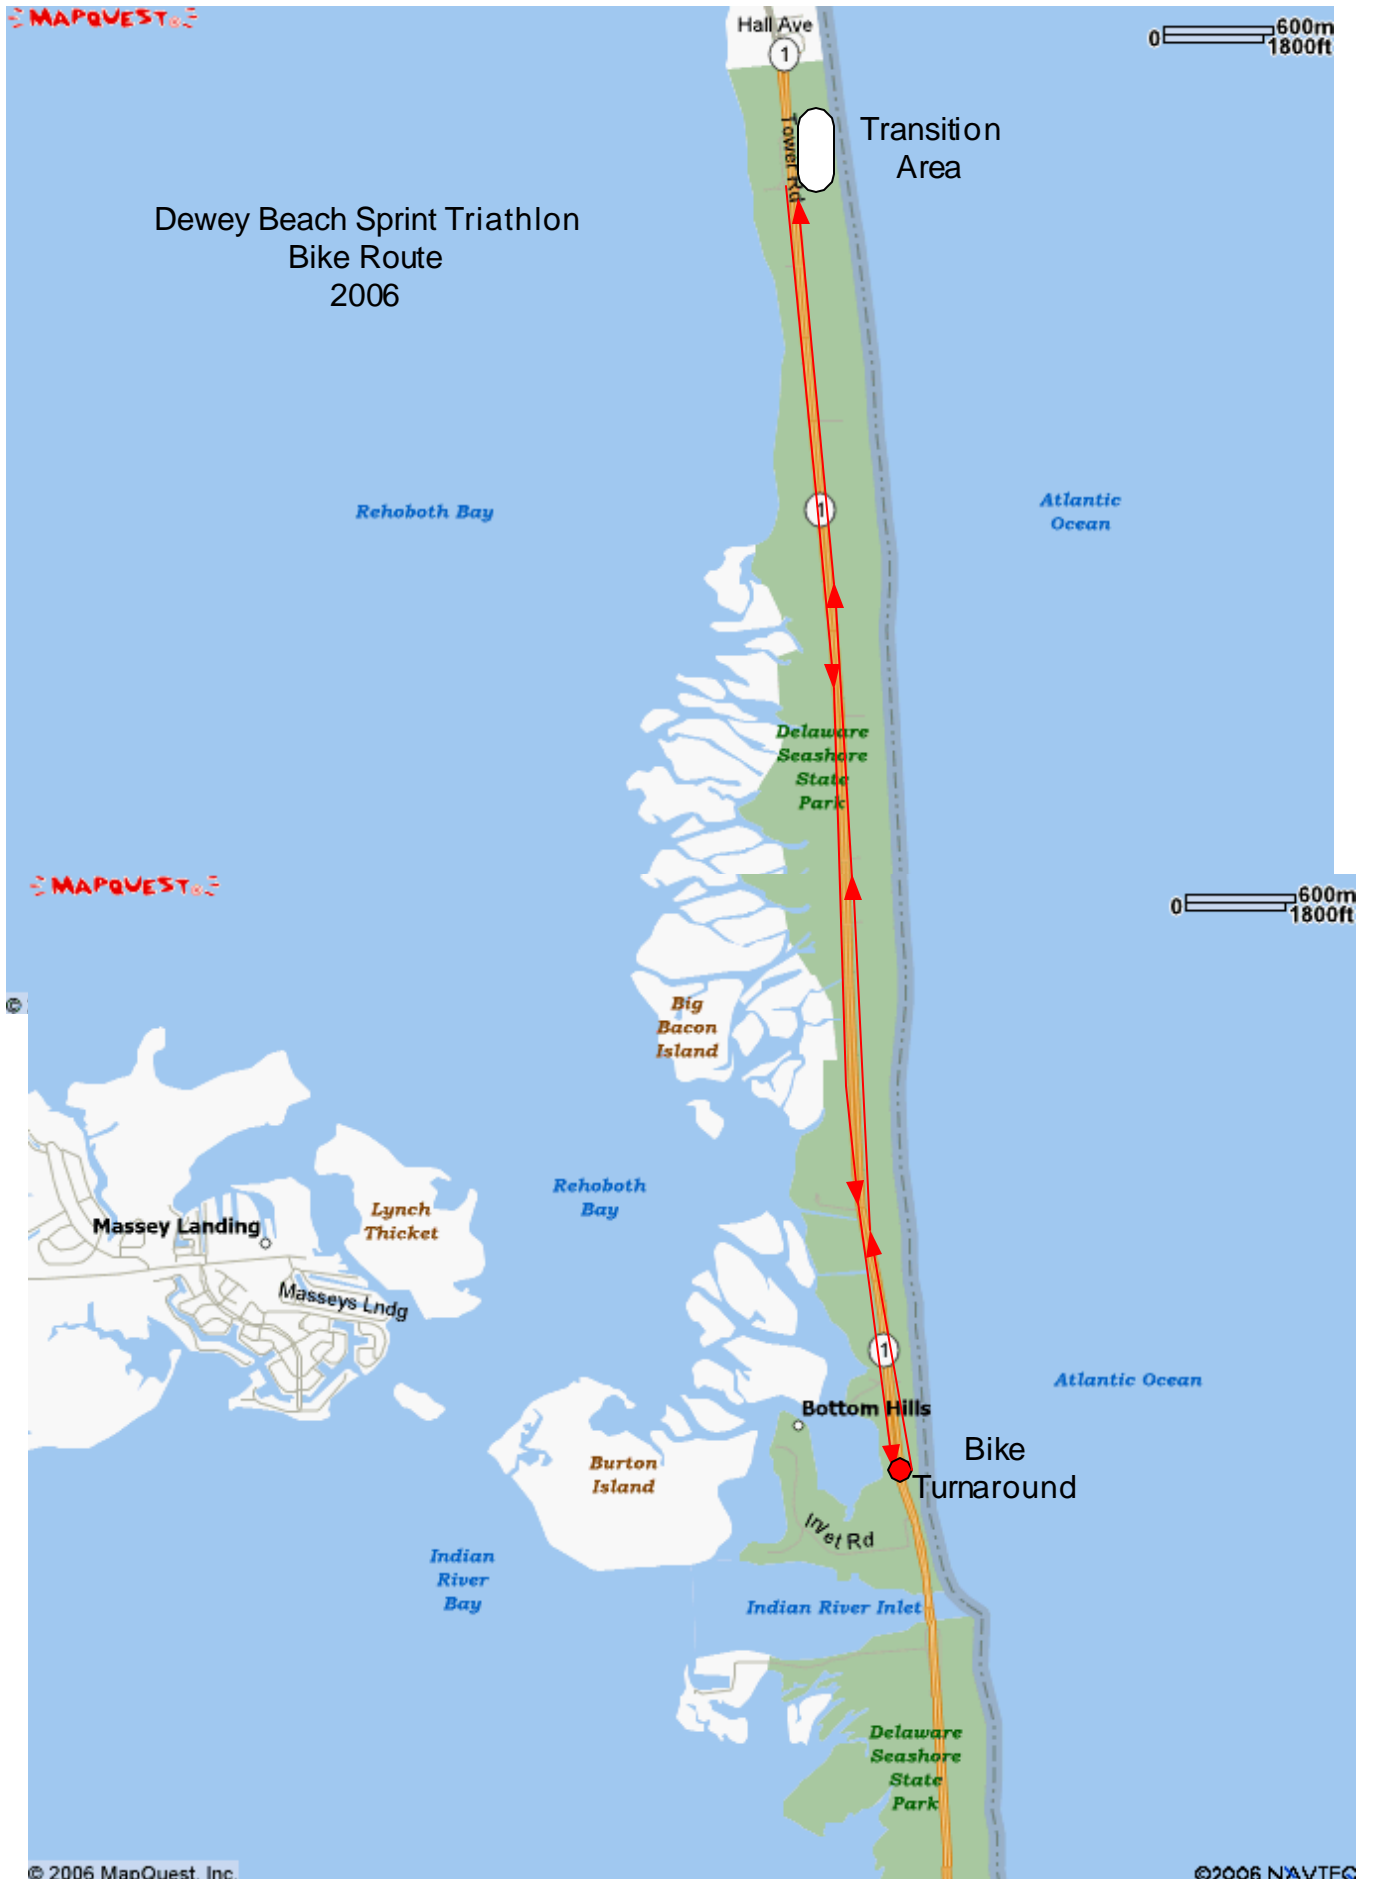 MAPQUEST
Hall Ave
1
0
600m
1800ft
Tower Rd
Transition
Area
Dewey Beach Sprint Triathlon
Bike Route
2006
Rehoboth Bay
1
Atlantic
Ocean
Delaware
Seashore
State
Park
MAPQUEST
0
600m
1800ft
©
Big
Bacon
Island
Rehoboth
Bay
Lynch
Thicket
Massey Landing
Masseys Lndg
1
Atlantic Ocean
Bottom Hills
Bike
Turnaround
Burton
Island
Inlet Rd
Indian
River
Bay
Indian River Inlet
Delaware
Seashore
State
Park
© 2006 MapQuest, Inc.
©2006 NAVTEQ